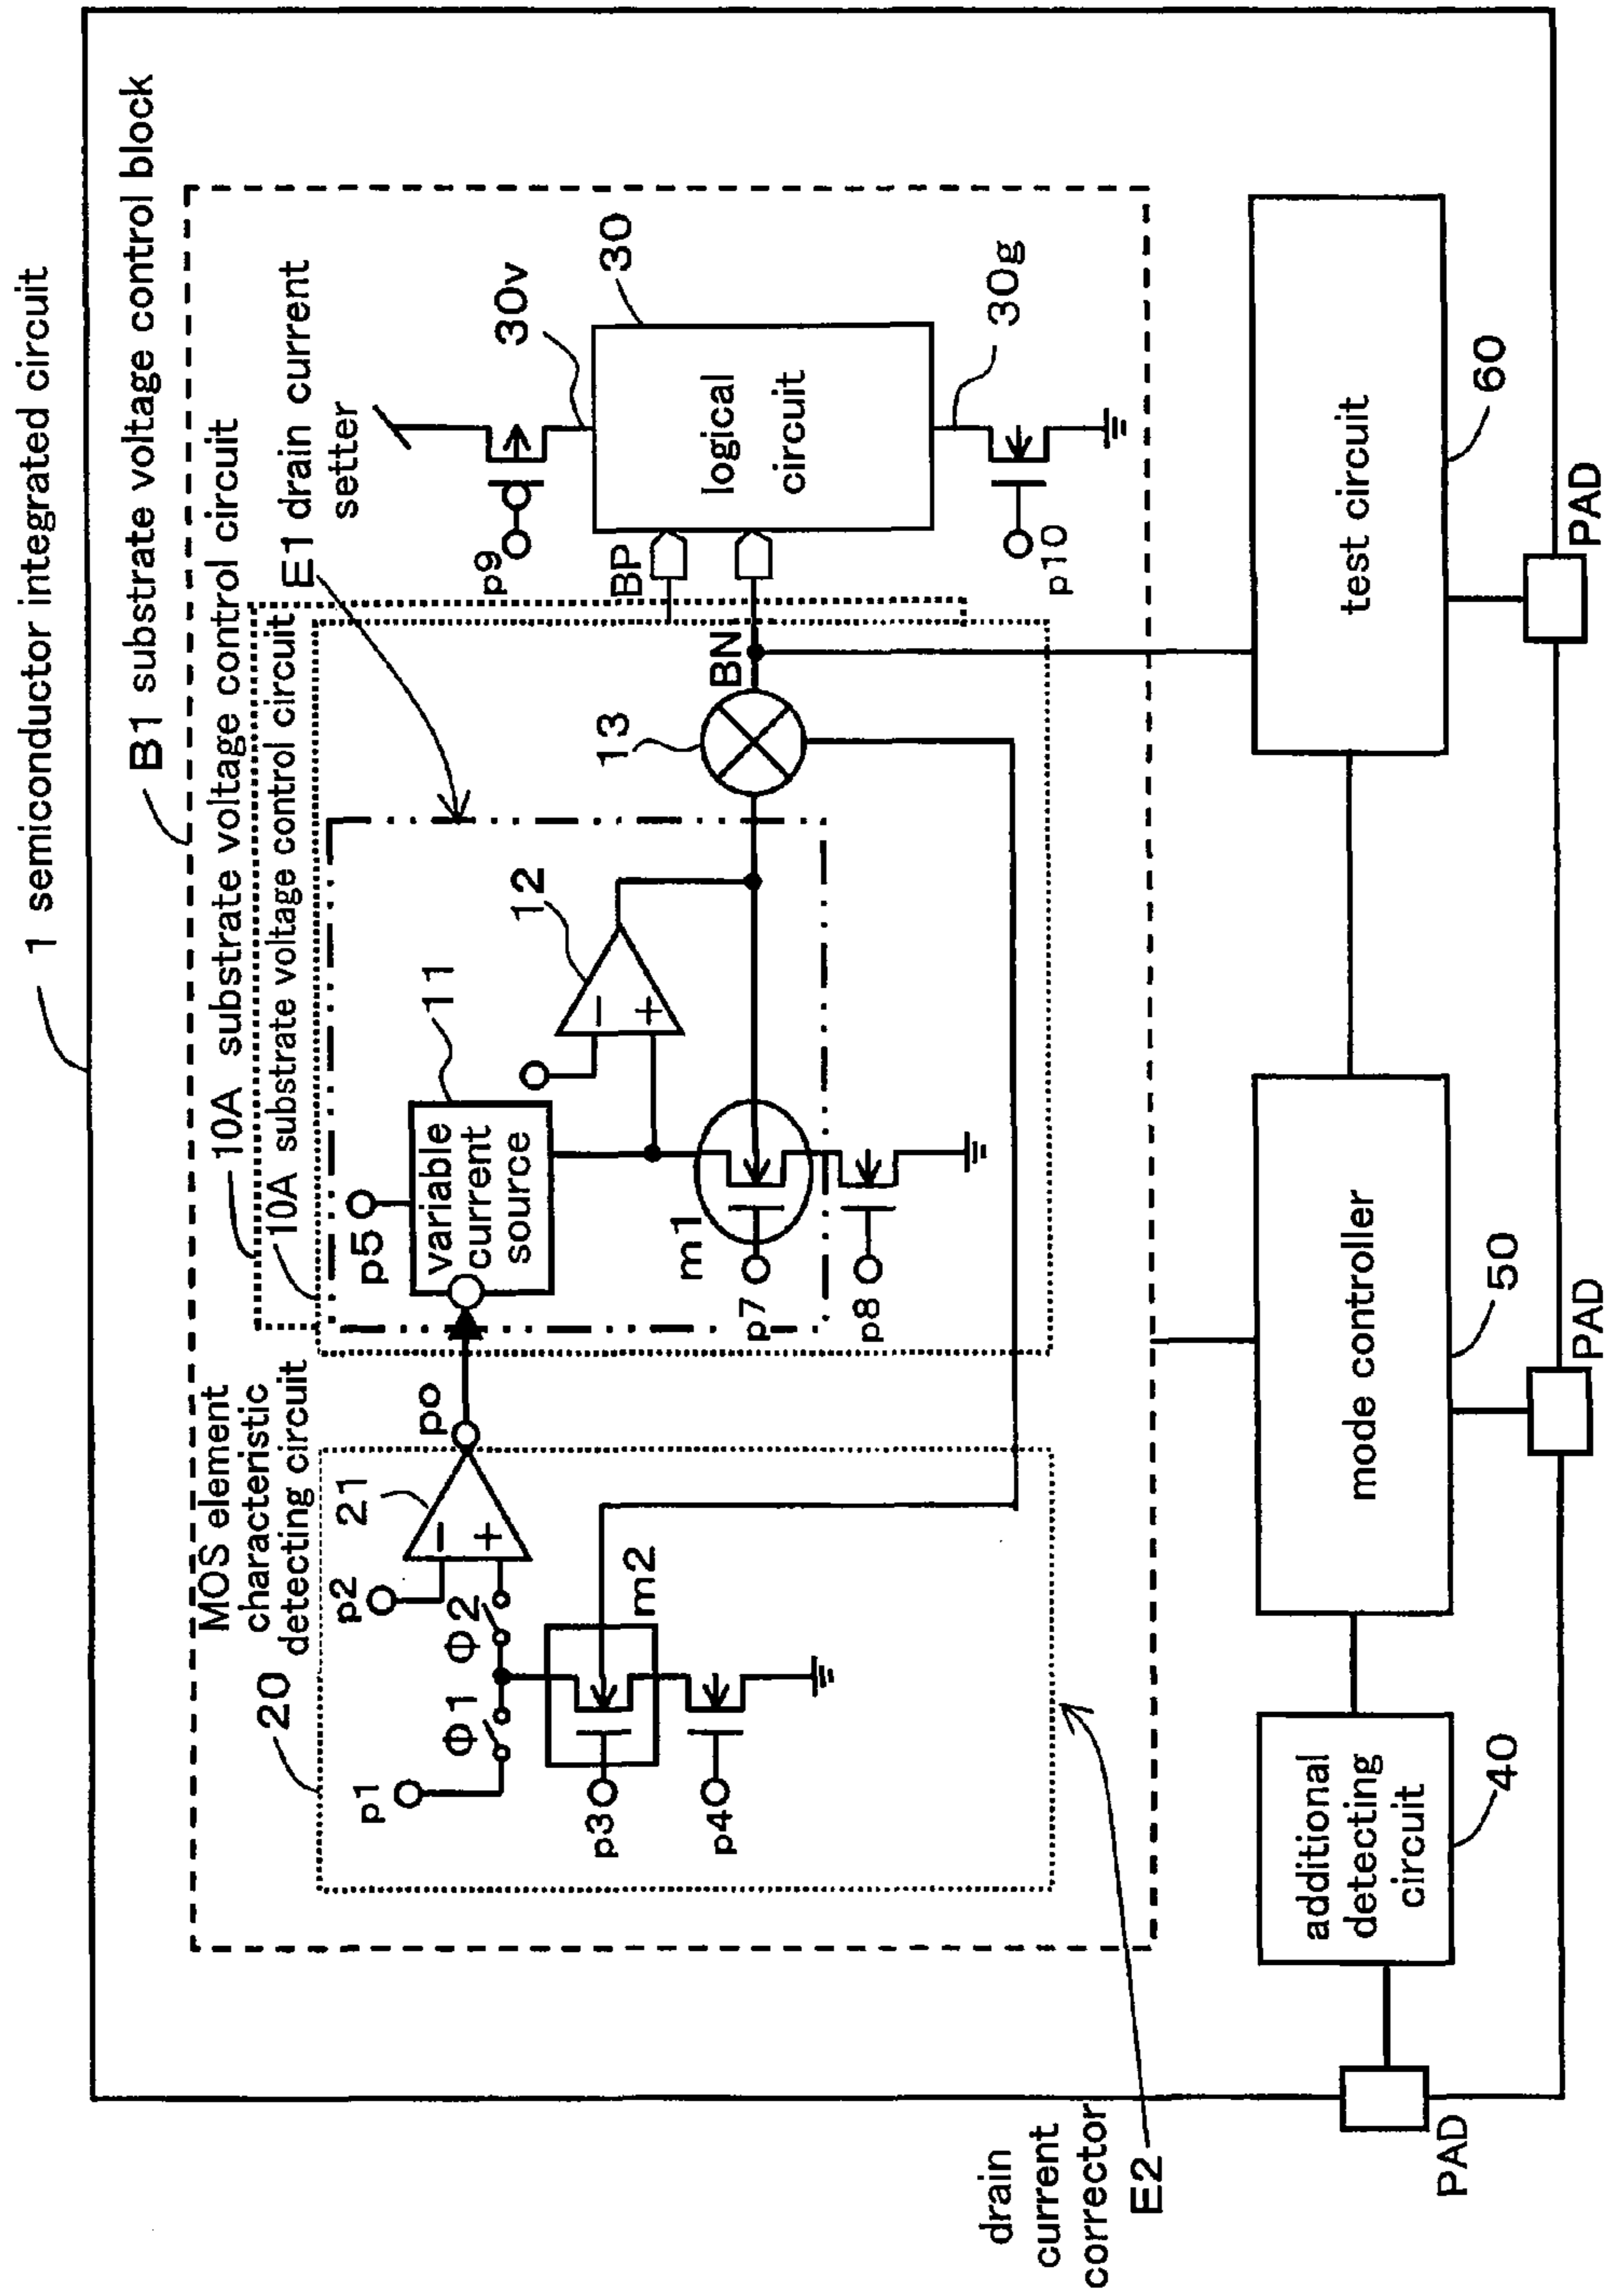 1 semiconductor integrated circuit
B1 substrate voltage control block
10A substrate voltage control circuit
10A substrate voltage control circuit
E1 drain current
setter
MOS element
characteristic
detecting circuit
20
p1
p2
Φ1
Φ2
21
−
+
po
p3
p4
m2
p5
variable
current
source
11
12
−
+
m1
p7
p8
13
BN
BP
p9
30v
30
logical
circuit
30g
p10
drain
current
corrector
E2
additional
detecting
circuit
40
mode controller
50
test circuit
60
PAD
PAD
PAD